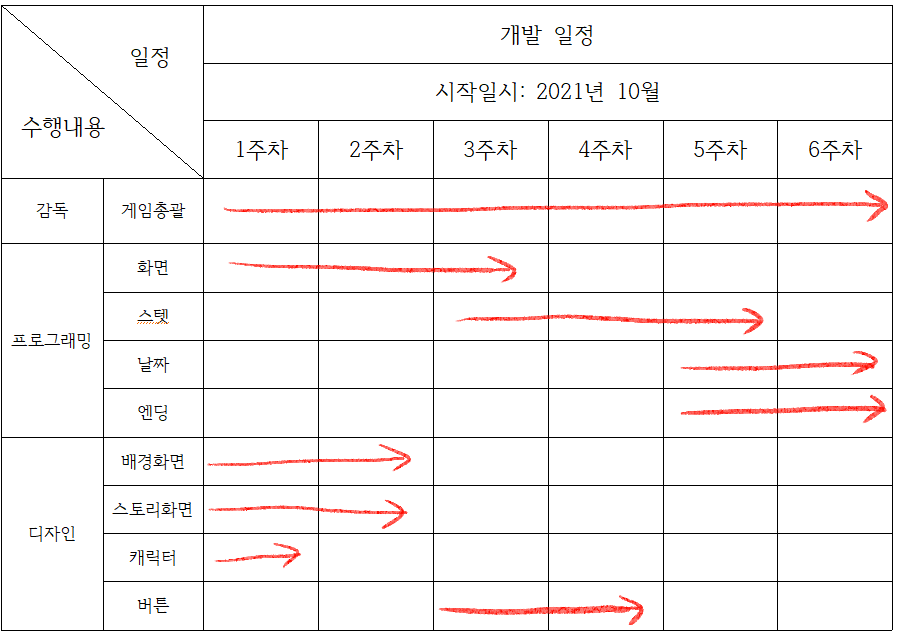 일정
수행내용
개발 일정
시작일시: 2021년 10월
1주차 2주차 3주차 4주차 5주차 6주차
감독 게임총괄
프로그래밍
화면
스텟
날짜
엔딩
디자인
배경화면
스토리화면
캐릭터
버튼